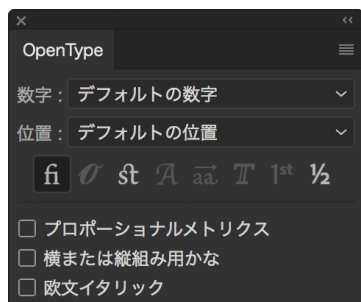 OpenType
数字 : デフォルトの数字
位置 : デフォルトの位置
fi 𝒪 st A aa T 1st ½
プロポーショナルメトリクス
横または縦組み用かな
欧文イタリック